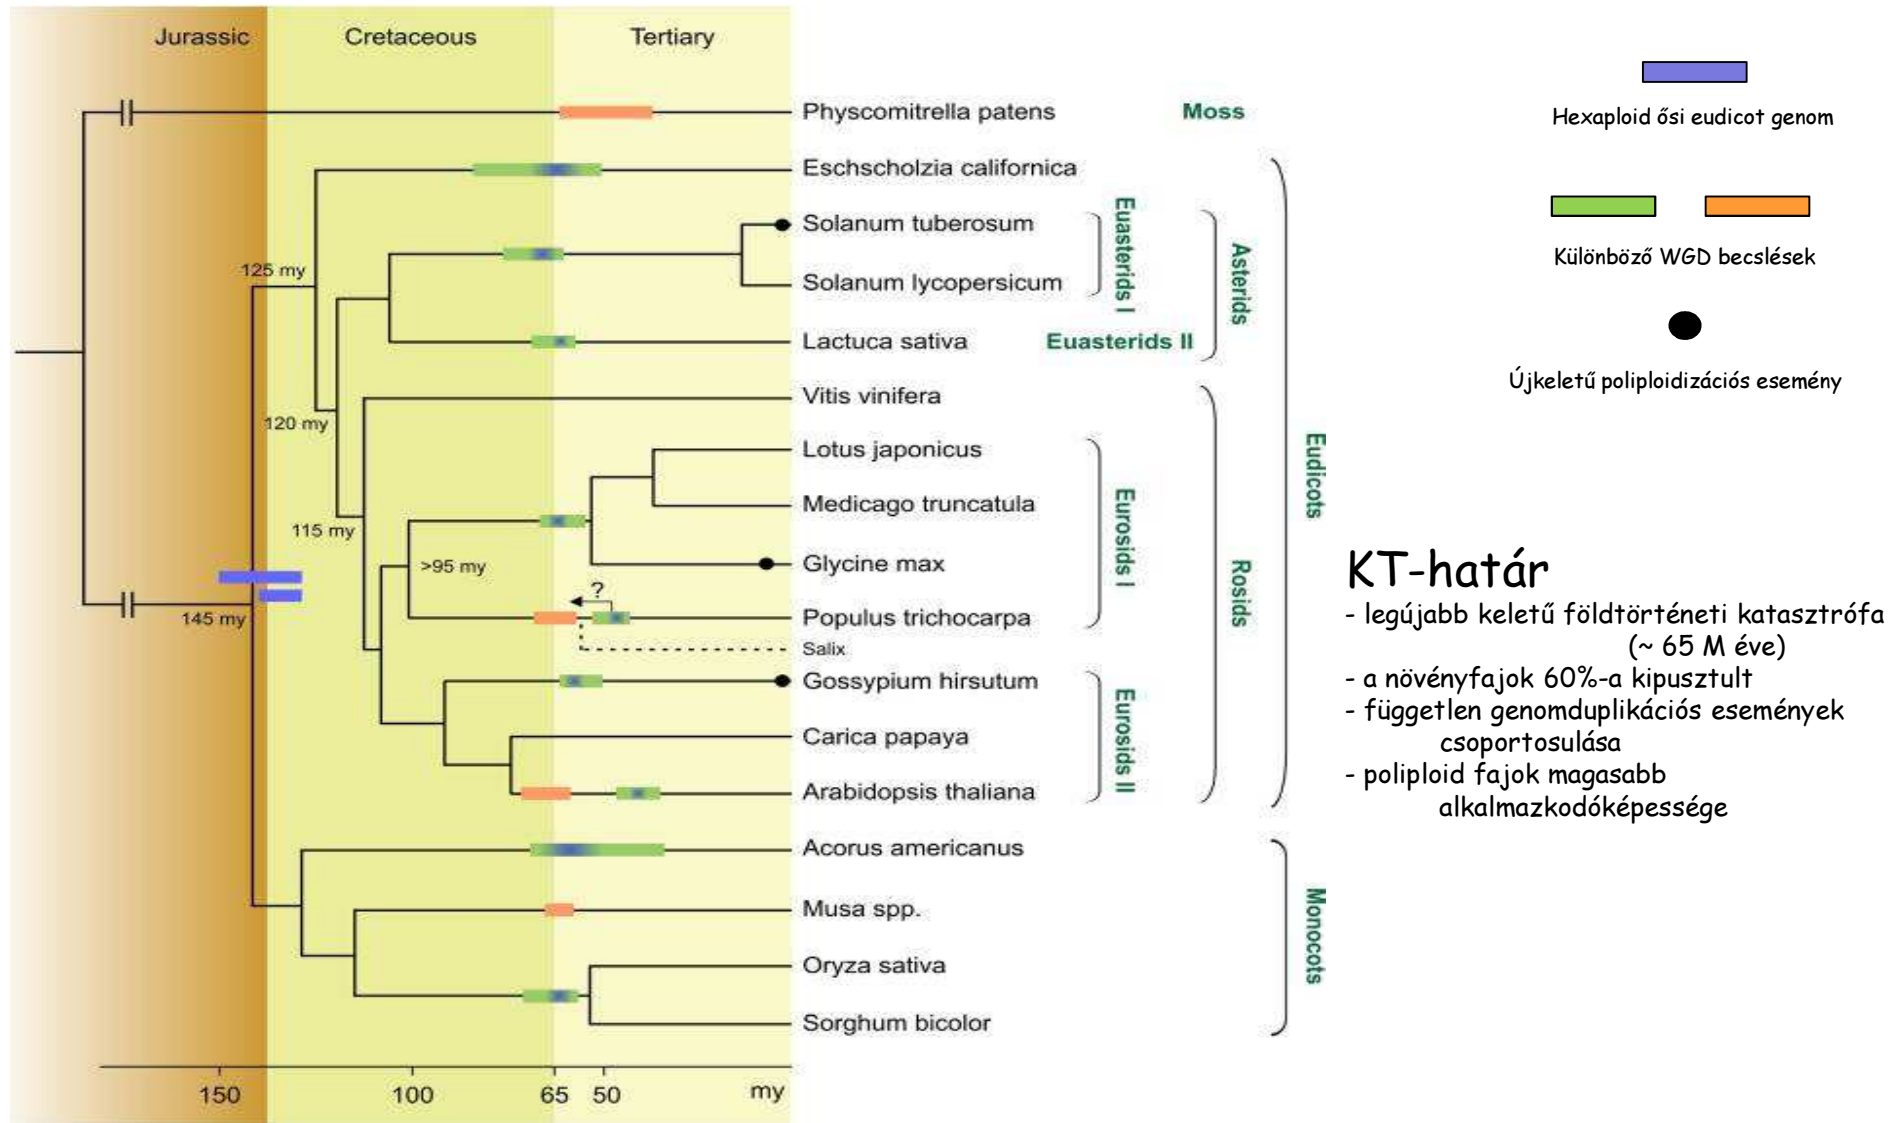 Jurassic
Cretaceous
Tertiary
Physcomitrella patens
Moss
Eschscholzia californica
Solanum tuberosum
Solanum lycopersicum
Euasterids I
Lactuca sativa
Euasterids II
Asterids
Vitis vinifera
Lotus japonicus
Medicago truncatula
Glycine max
Populus trichocarpa
Salix
Eurosids I
Gossypium hirsutum
Carica papaya
Arabidopsis thaliana
Eurosids II
Rosids
Eudicots
Acorus americanus
Musa spp.
Oryza sativa
Sorghum bicolor
Monocots
125 my
120 my
115 my
>95 my
?
145 my
150
100
65
50
my
Hexaploid ősi eudicot genom
Különböző WGD becslések
Újkeletű poliploidizációs esemény
KT-határ
- legújabb keletű földtörténeti katasztrófa
(~ 65 M éve)
- a növényfajok 60%-a kipusztult
- független genomduplikációs események
csoportosulása
- poliploid fajok magasabb
alkalmazkodóképessége